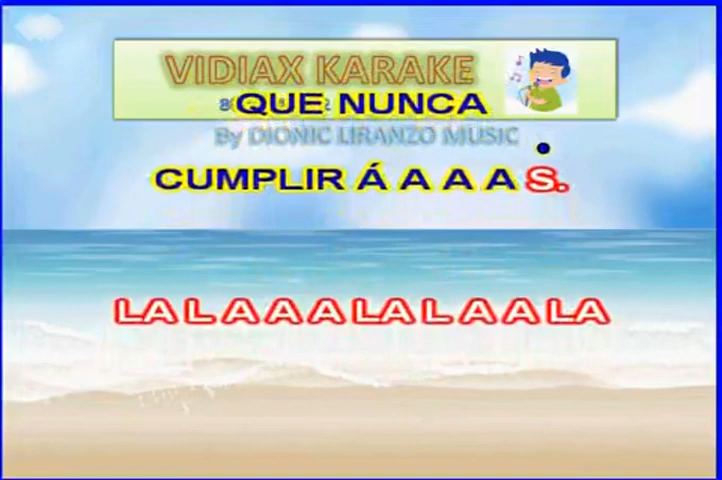 VIDIAX KARAKE
QUE NUNCA
By DIONIC LIRANZO MUSIC
CUMPLIR Á A A A S.
LA L A A A LA L A A LA